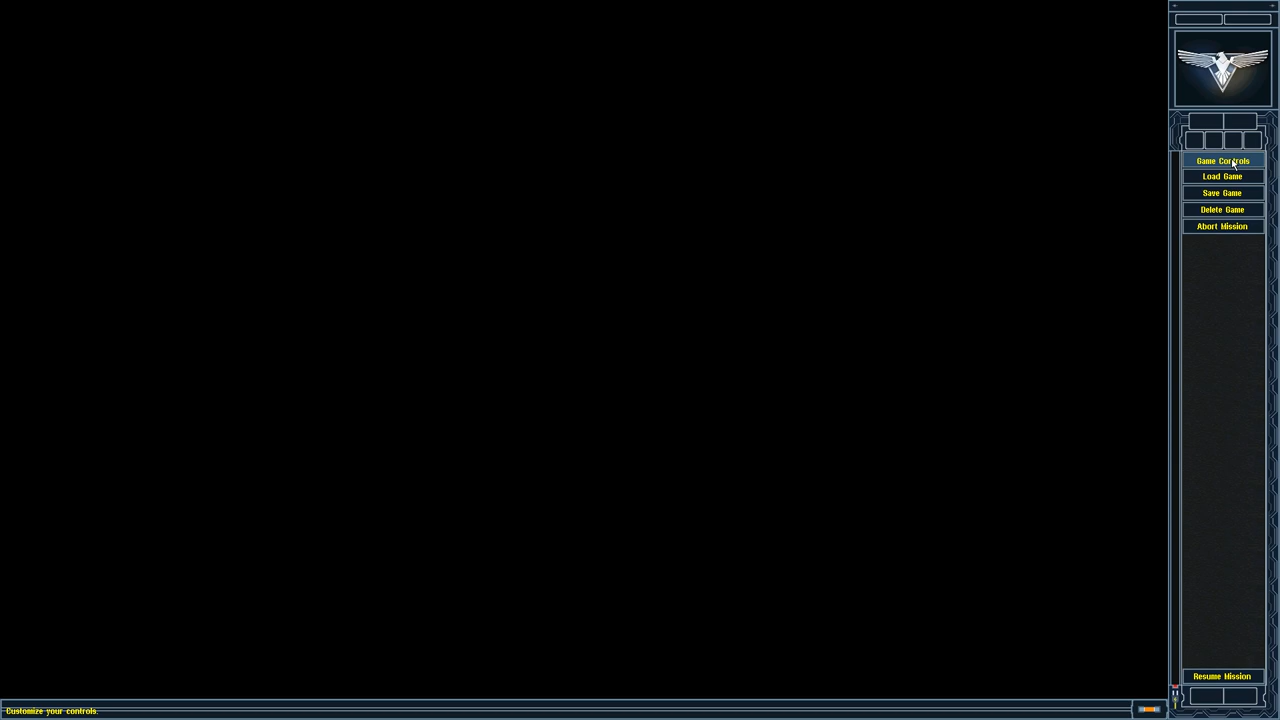 Game Controls
Load Game
Save Game
Delete Game
Abort Mission
Resume Mission
Customize your controls.